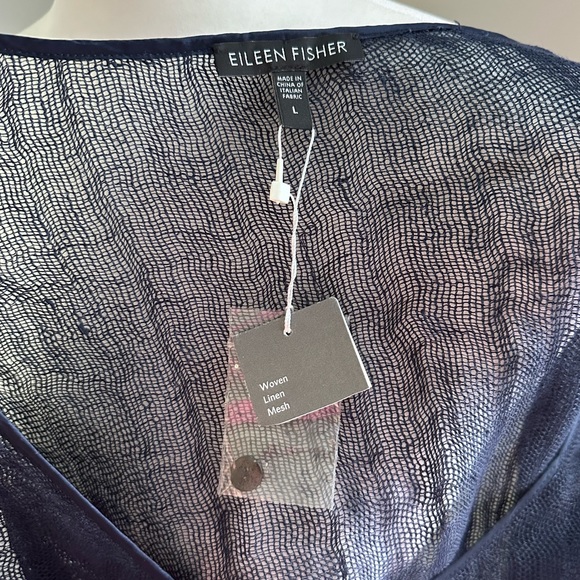 EILEEN FISHER
MADE IN
CHINA OF
ITALIAN
FABRIC
L
Woven
Linen
Mesh